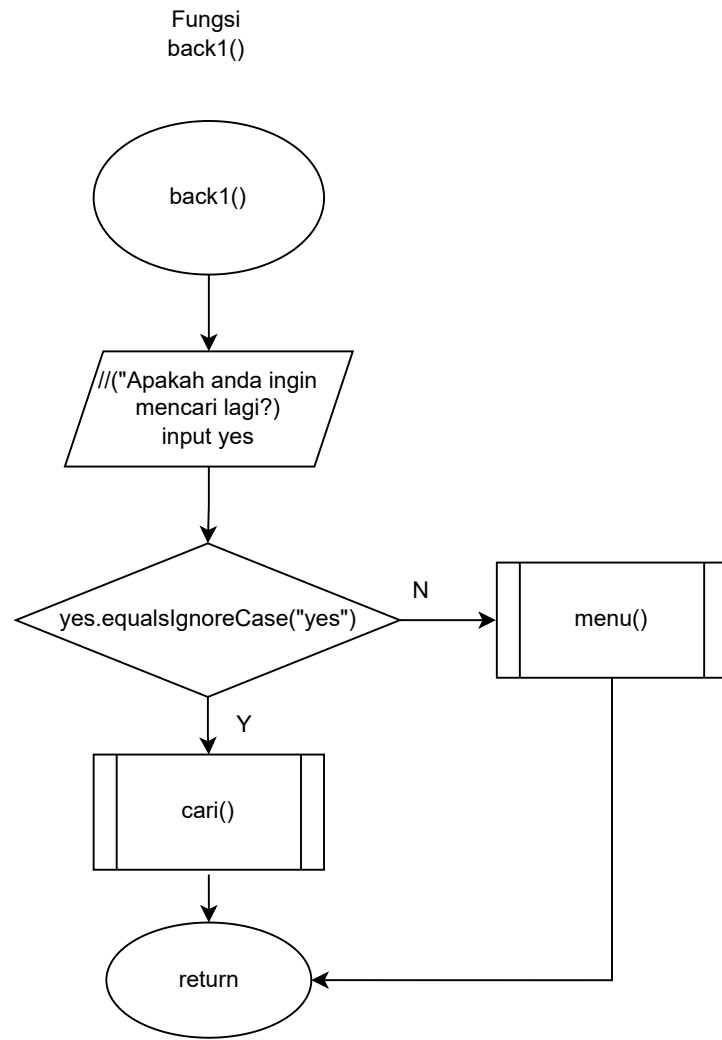 Fungsi
back1()
back1()
//("Apakah anda ingin
mencari lagi?)
input yes
yes.equalsIgnoreCase("yes")
N
menu()
Y
cari()
return